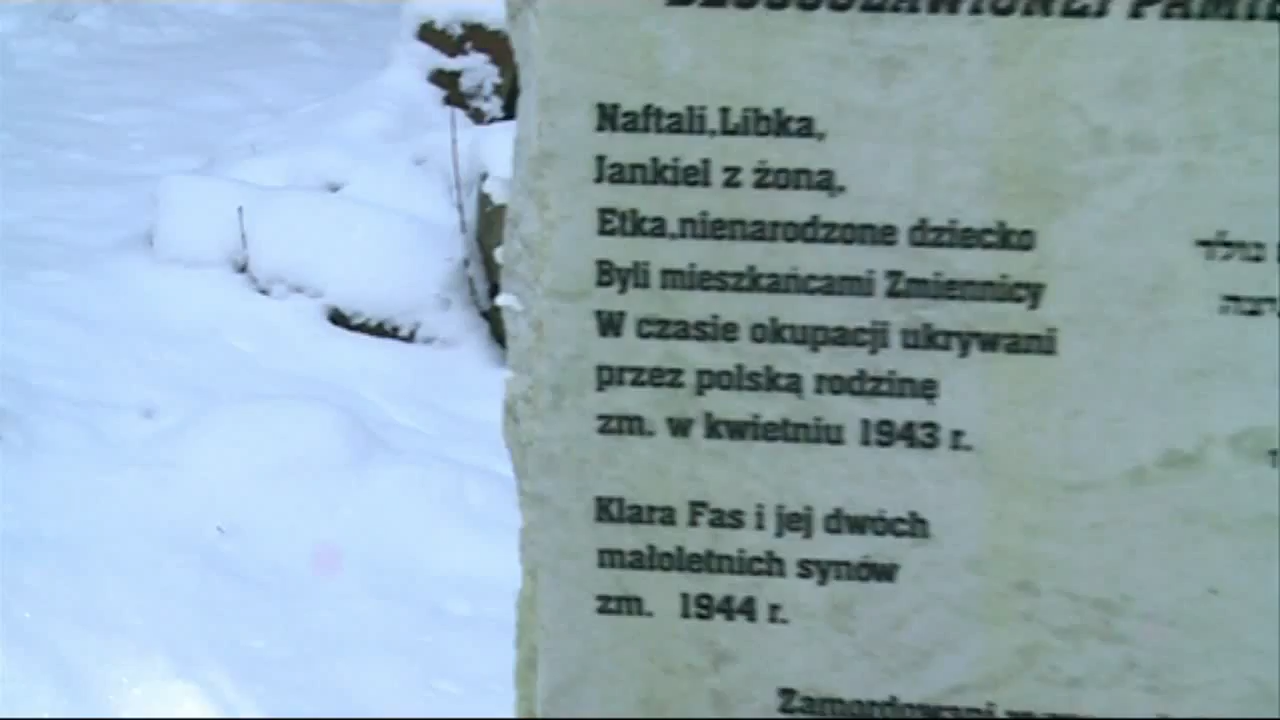 Naftali,Libka,
Jankiel z żoną,
Etka,nienarodzone dziecko
Byli mieszkańcami Zmiennicy
W czasie okupacji ukrywani
przez polską rodzinę
zm. w kwietniu 1943 r.
Klara Fas i jej dwóch
małoletnich synów
zm. 1944 r.
Zamordowani